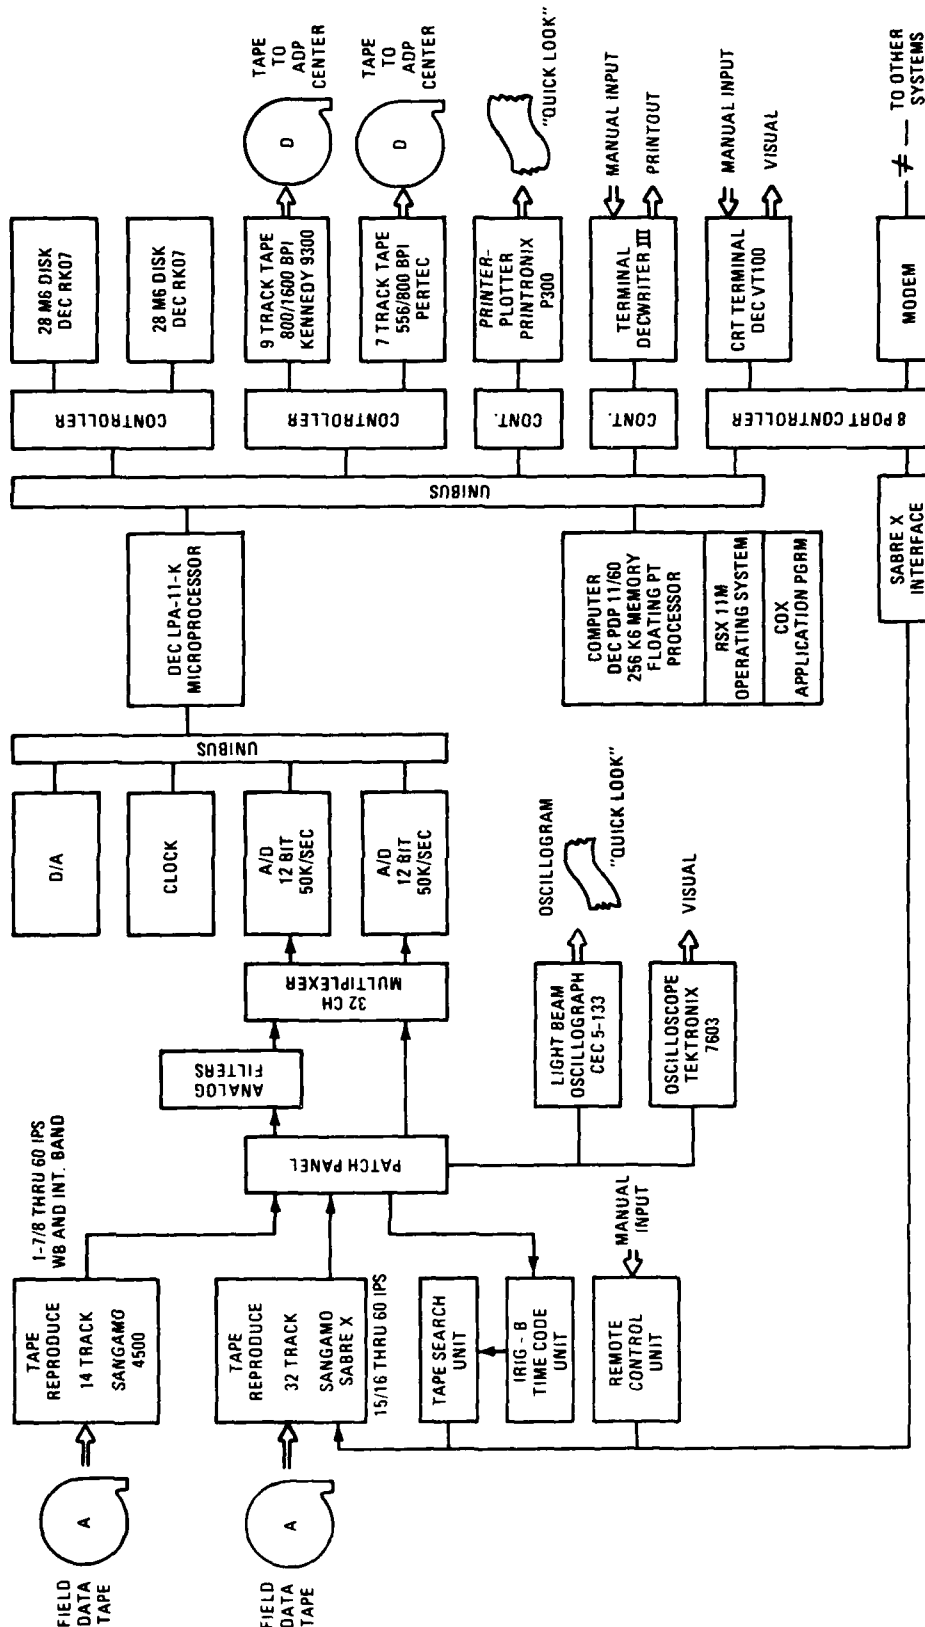 FIELD
DATA
TAPE
A
TAPE
REPRODUCE
14 TRACK
SANGAMO
4500
1-7/8 THRU 60 IPS
WB AND INT. BAND
FIELD
DATA
TAPE
A
TAPE
REPRODUCE
32 TRACK
SANGAMO
SABRE X
15/16 THRU 60 IPS
TAPE SEARCH
UNIT
IRIG - B
TIME CODE
UNIT
REMOTE
CONTROL
UNIT
MANUAL
INPUT
PATCH PANEL
ANALOG
FILTERS
32 CH
MULTIPLEXER
LIGHT BEAM
OSCILLOGRAPH
CEC 5-133
OSCILLOGRAM
"QUICK LOOK"
OSCILLOSCOPE
TEKTRONIX
7603
VISUAL
D/A
CLOCK
A/D
12 BIT
50K/SEC
A/D
12 BIT
50K/SEC
UNIBUS
DEC LPA-11-K
MICROPROCESSOR
COMPUTER
DEC PDP 11/60
256 K6 MEMORY
FLOATING PT
PROCESSOR
RSX 11M
OPERATING SYSTEM
COX
APPLICATION PGRM
SABRE X
INTERFACE
UNIBUS
CONTROLLER
CONTROLLER
CONT.
CONT.
8 PORT CONTROLLER
28 M6 DISK
DEC RK07
28 M6 DISK
DEC RK07
9 TRACK TAPE
800/1600 BPI
KENNEDY 9300
7 TRACK TAPE
556/800 BPI
PERTEC
PRINTER-
PLOTTER
PRINTRONIX
P300
TERMINAL
DECWRITER III
CRT TERMINAL
DEC VT100
MODEM
D
TAPE
TO
ADP
CENTER
D
TAPE
TO
ADP
CENTER
"QUICK LOOK"
MANUAL INPUT
PRINTOUT
MANUAL INPUT
VISUAL
TO OTHER
SYSTEMS